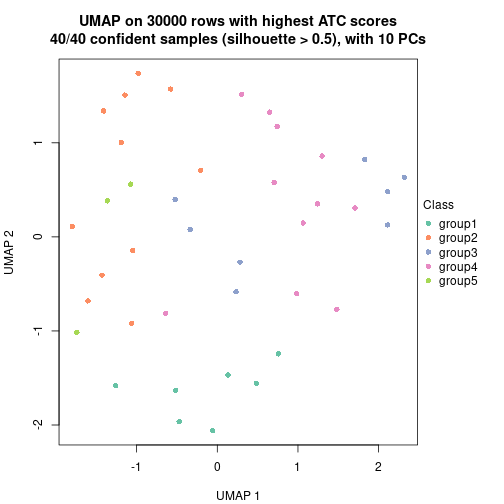 UMAP on 30000 rows with highest ATC scores
40/40 confident samples (silhouette > 0.5), with 10 PCs
UMAP 2
1
0
-1
-2
-1
0
1
2
UMAP 1
Class
group1
group2
group3
group4
group5